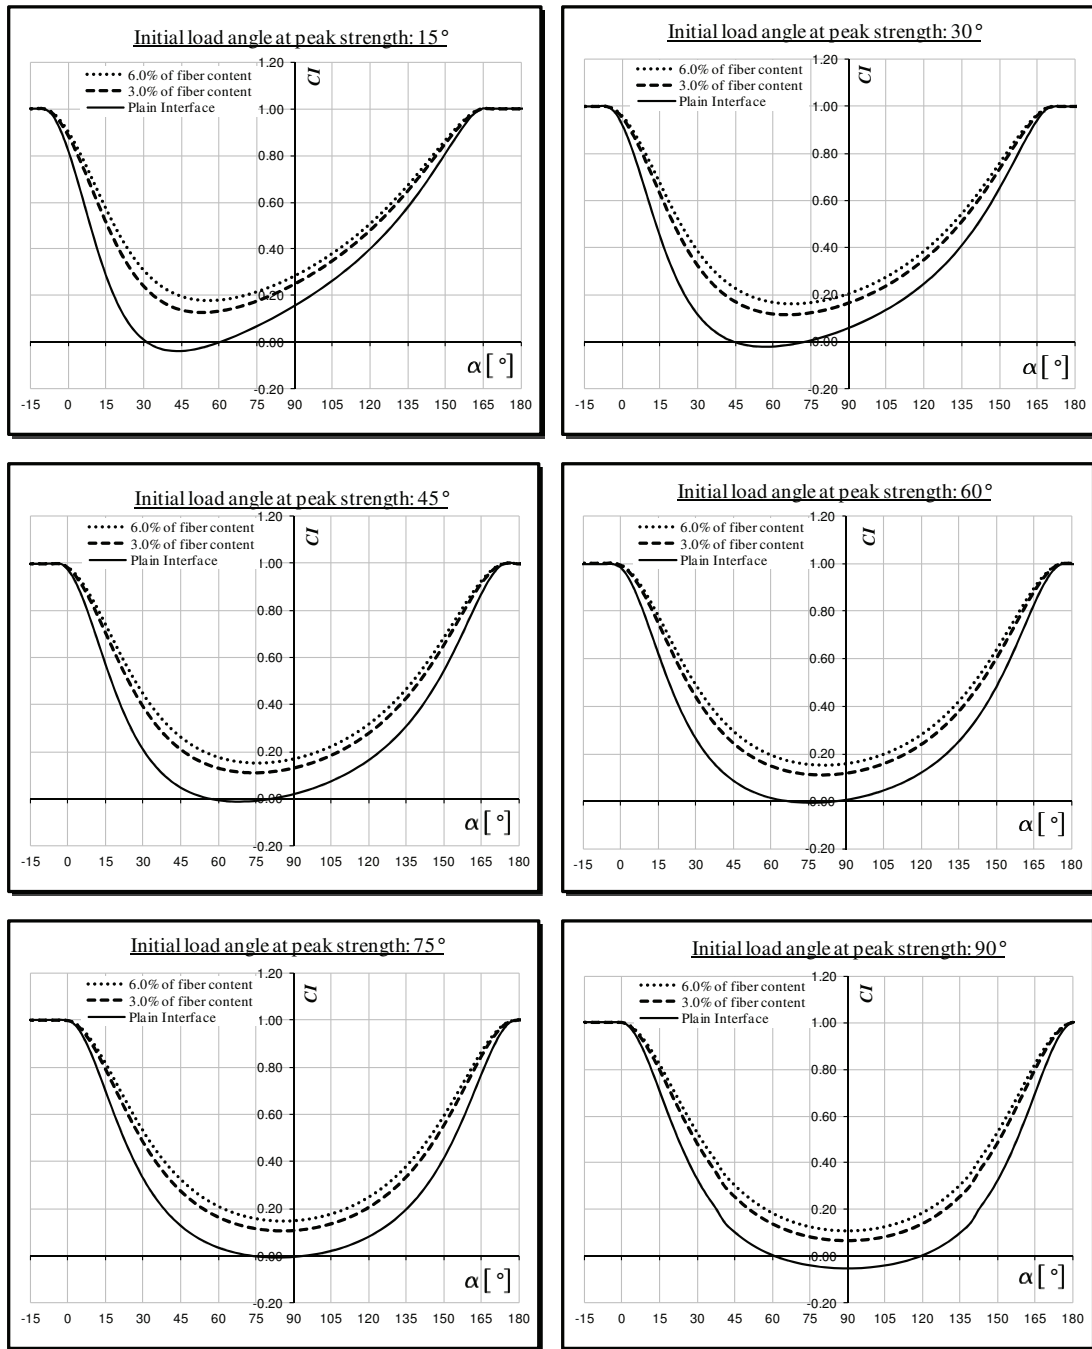 Initial load angle at peak strength: 15°
6.0% of fiber content
3.0% of fiber content
Plain Interface
CI
1.20
1.00
0.80
0.60
0.40
0.20
0.00
-0.20
α[°]
-15 0 15 30 45 60 75 90 105 120 135 150 165 180
Initial load angle at peak strength: 30°
6.0% of fiber content
3.0% of fiber content
Plain Interface
CI
1.20
1.00
0.80
0.60
0.40
0.20
0.00
-0.20
α[°]
-15 0 15 30 45 60 75 90 105 120 135 150 165 180
Initial load angle at peak strength: 45°
6.0% of fiber content
3.0% of fiber content
Plain Interface
CI
1.20
1.00
0.80
0.60
0.40
0.20
0.00
-0.20
α[°]
-15 0 15 30 45 60 75 90 105 120 135 150 165 180
Initial load angle at peak strength: 60°
6.0% of fiber content
3.0% of fiber content
Plain Interface
CI
1.20
1.00
0.80
0.60
0.40
0.20
0.00
-0.20
α[°]
-15 0 15 30 45 60 75 90 105 120 135 150 165 180
Initial load angle at peak strength: 75°
6.0% of fiber content
3.0% of fiber content
Plain Interface
CI
1.20
1.00
0.80
0.60
0.40
0.20
0.00
-0.20
α[°]
-15 0 15 30 45 60 75 90 105 120 135 150 165 180
Initial load angle at peak strength: 90°
6.0% of fiber content
3.0% of fiber content
Plain Interface
CI
1.20
1.00
0.80
0.60
0.40
0.20
0.00
-0.20
α[°]
-15 0 15 30 45 60 75 90 105 120 135 150 165 180